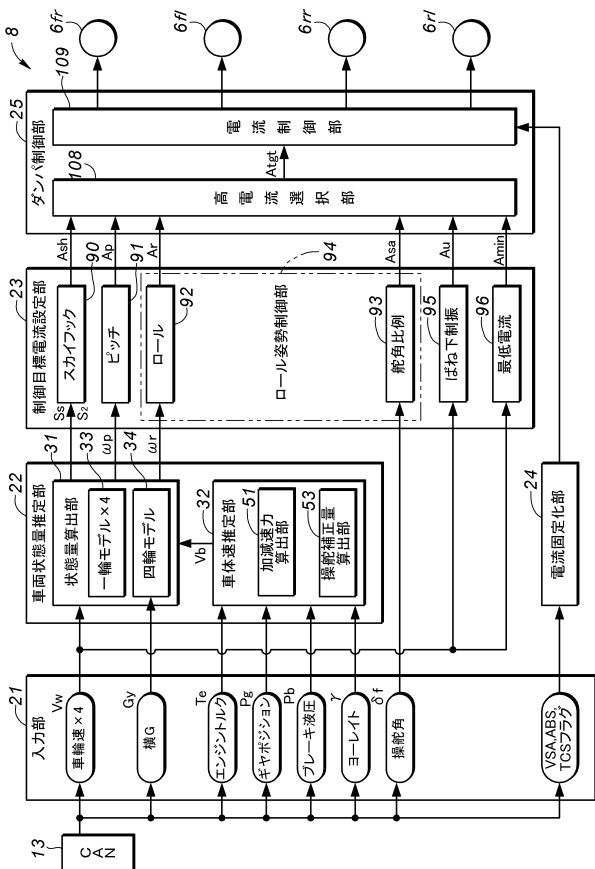 8
13
CAN
21
入力部
車輪速×4
Vw
横G
Gy
エンジントルク
Te
ギヤポジション
Pg
ブレーキ液圧
Pb
ヨーレイト
γ
操舵角
δf
VSA,ABS,
TCSフラグ
22
車両状態量推定部
31
状態量算出部
33
一輪モデル×4
34
四輪モデル
Vb
32
車体速推定部
51
加減速力
算出部
53
操舵補正量
算出部
24
電流固定化部
23
制御目標電流設定部
Ss
S₂
スカイフック
90
Ash
ωp
ピッチ
91
Ap
ωr
ロール
92
Ar
94
ロール姿勢制御部
93
舵角比例
Asa
95
ばね下制振
Au
96
最低電流
Amin
25
ダンパ制御部
108
高電流選択部
Atgt
109
電流制御部
6fr
6fl
6rr
6rl